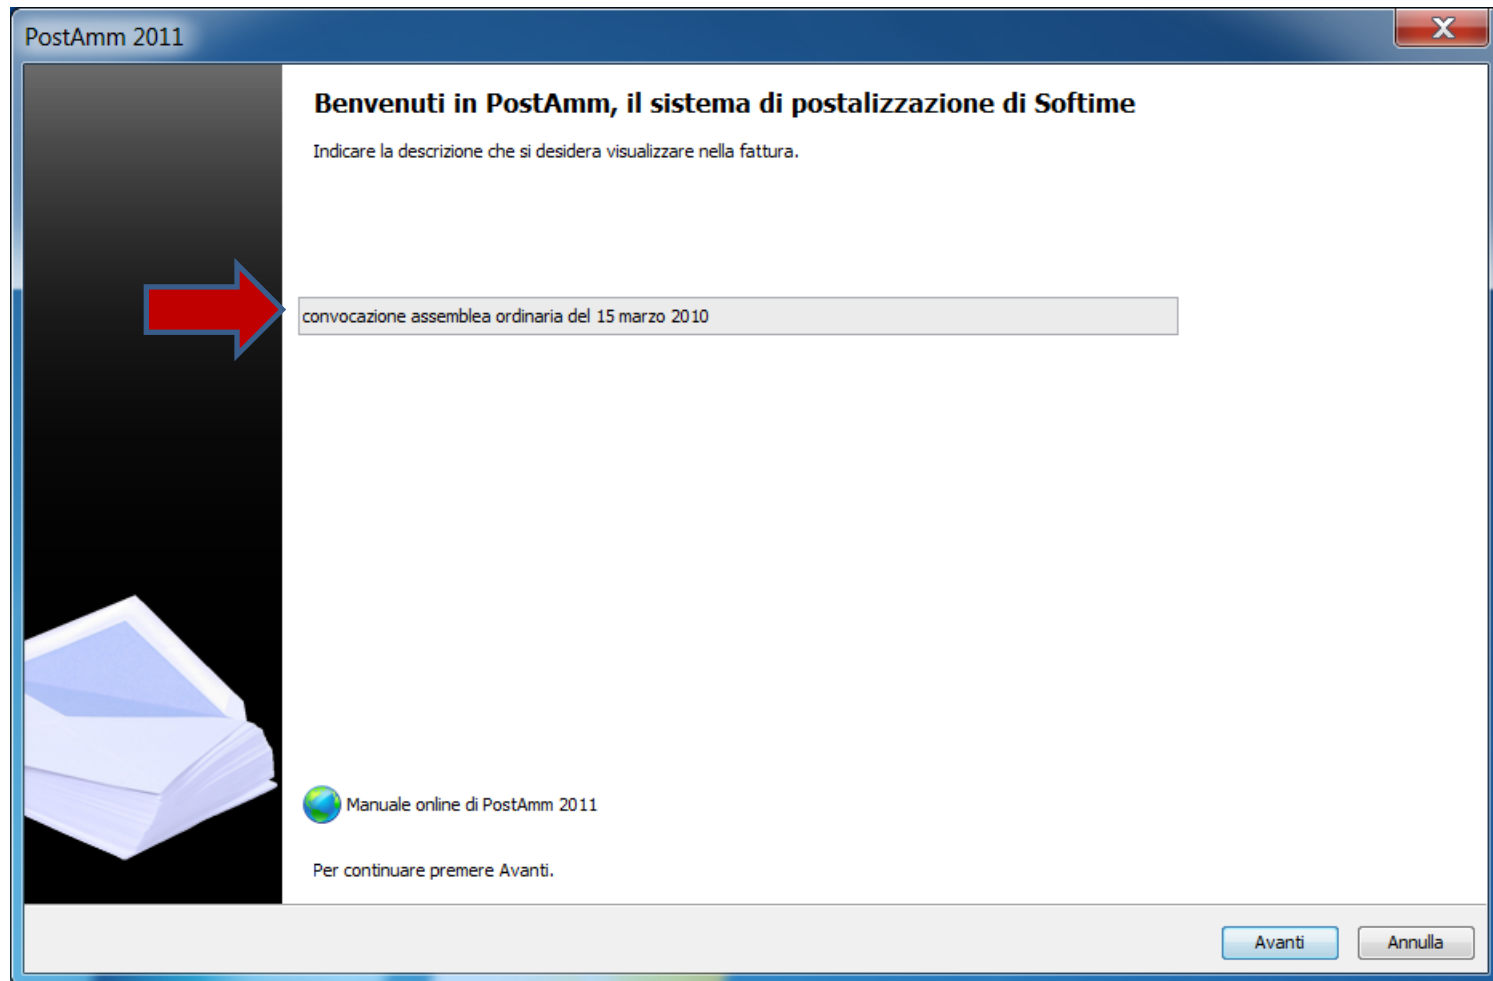 PostAmm 2011
X
Benvenuti in PostAmm, il sistema di postalizzazione di Softime
Indicare la descrizione che si desidera visualizzare nella fattura.
convocazione assemblea ordinaria del 15 marzo 2010
Manuale online di PostAmm 2011
Per continuare premere Avanti.
Avanti Annulla